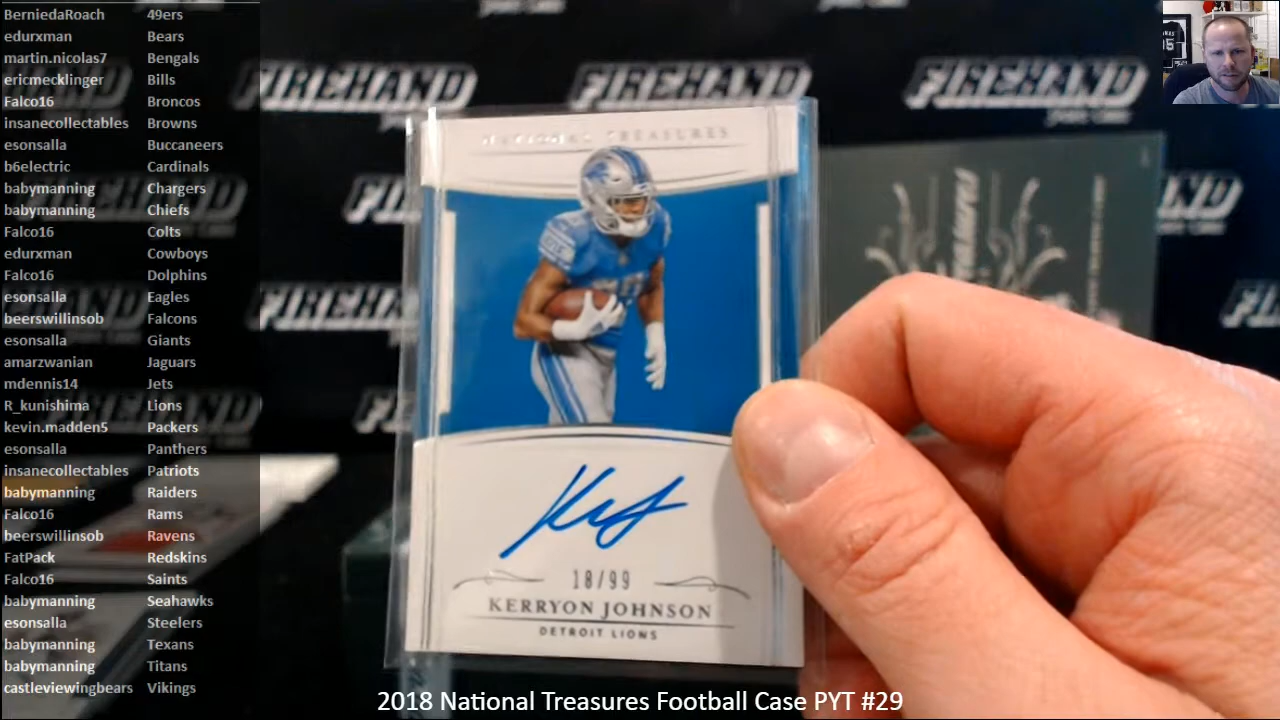 BerniedaRoach 49ers
edurxman Bears
martin.nicolas7 Bengals
ericmecklinger Bills
Falco16 Broncos
insanecollectables Browns
esonsalla Buccaneers
b6electric Cardinals
babymanning Chargers
babymanning Chiefs
Falco16 Colts
edurxman Cowboys
Falco16 Dolphins
esonsalla Eagles
beerswillinsob Falcons
esonsalla Giants
amarzwanian Jaguars
mdennis14 Jets
R_kunishima Lions
kevin.madden5 Packers
esonsalla Panthers
insanecollectables Patriots
babymanning Raiders
Falco16 Rams
beerswillinsob Ravens
FatPack Redskins
Falco16 Saints
babymanning Seahawks
esonsalla Steelers
babymanning Texans
babymanning Titans
castleviewingbears Vikings
FIREHAND FIREHAND FIREHAND
NATIONAL TREASURES
18/99
KERRYON JOHNSON
DETROIT LIONS
2018 National Treasures Football Case PYT #29